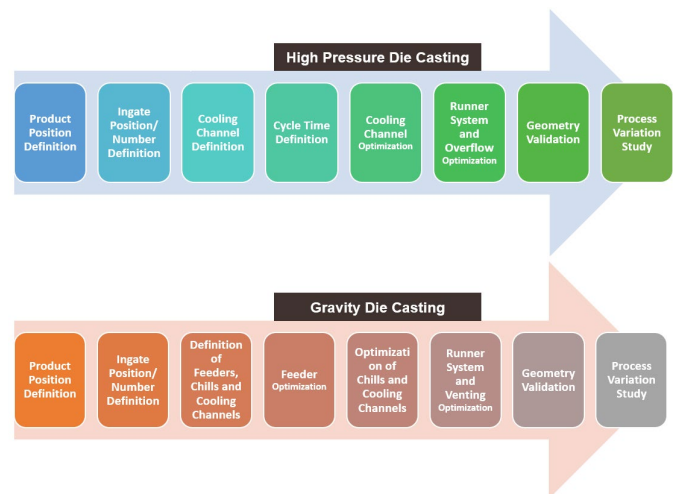 High Pressure Die Casting
Product
Position
Definition
Ingate
Position/
Number
Definition
Cooling
Channel
Definition
Cycle Time
Definition
Cooling
Channel
Optimization
Runner
System
and
Overflow
Optimization
Geometry
Validation
Process
Variation
Study
Gravity Die Casting
Product
Position
Definition
Ingate
Position/
Number
Definition
Definition
of
Feeders,
Chills and
Cooling
Channels
Feeder
Optimization
Optimizati
on of
Chills and
Cooling
Channels
Runner
System
and
Venting
Optimization
Geometry
Validation
Process
Variation
Study